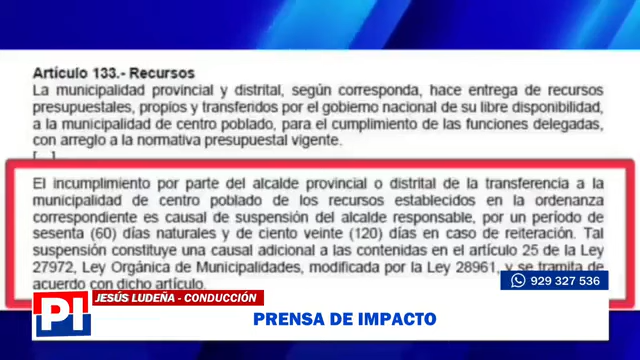 Artículo 133.- Recursos
La municipalidad provincial y distrital, según corresponda, hace entrega de recursos
presupuestales, propios y transferidos por el gobierno nacional de su libre disponibilidad,
a la municipalidad de centro poblado, para el cumplimiento de las funciones delegadas,
con arreglo a la normativa presupuestal vigente.
[...]
El incumplimiento por parte del alcalde provincial o distrital de la transferencia a la
municipalidad de centro poblado de los recursos establecidos en la ordenanza
correspondiente es causal de suspensión del alcalde responsable, por un período de
sesenta (60) días naturales y de ciento veinte (120) días en caso de reiteración. Tal
suspensión constituye una causal adicional a las contenidas en el artículo 25 de la Ley
27972, Ley Orgánica de Municipalidades, modificada por la Ley 28961, y se tramita de
acuerdo con dicho artículo.
929 327 536
JESÚS LUDEÑA - CONDUCCIÓN
PI
PRENSA DE IMPACTO